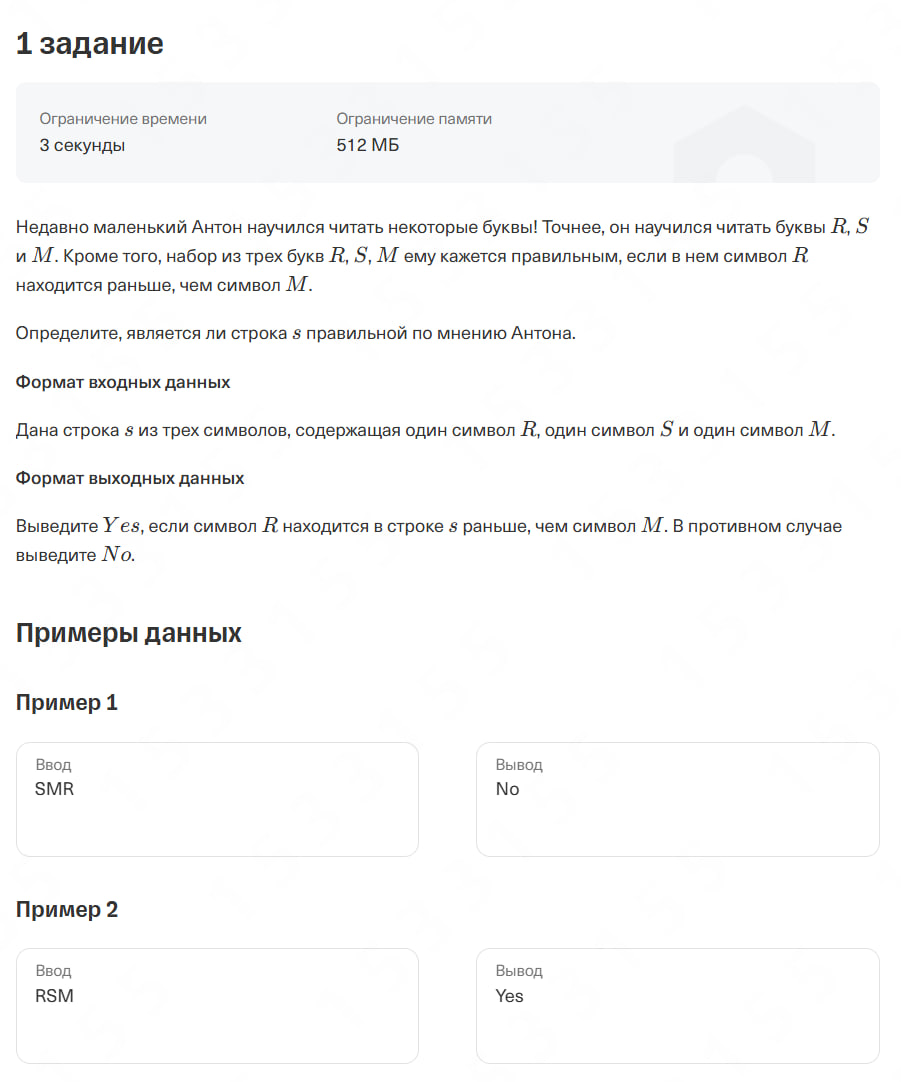 1 задание
Ограничение времени
Ограничение памяти
3 секунды
512 МБ
Недавно маленький Антон научился читать некоторые буквы! Точнее, он научился читать буквы R, S
и M. Кроме того, набор из трех букв R, S, M ему кажется правильным, если в нем символ R
находится раньше, чем символ M.
Определите, является ли строка s правильной по мнению Антона.
Формат входных данных
Дана строка s из трех символов, содержащая один символ R, один символ S и один символ M.
Формат выходных данных
Выведите Yes, если символ R находится в строке s раньше, чем символ M. В противном случае
выведите No.
Примеры данных
Пример 1
Ввод
SMR
Вывод
No
Пример 2
Ввод
RSM
Вывод
Yes